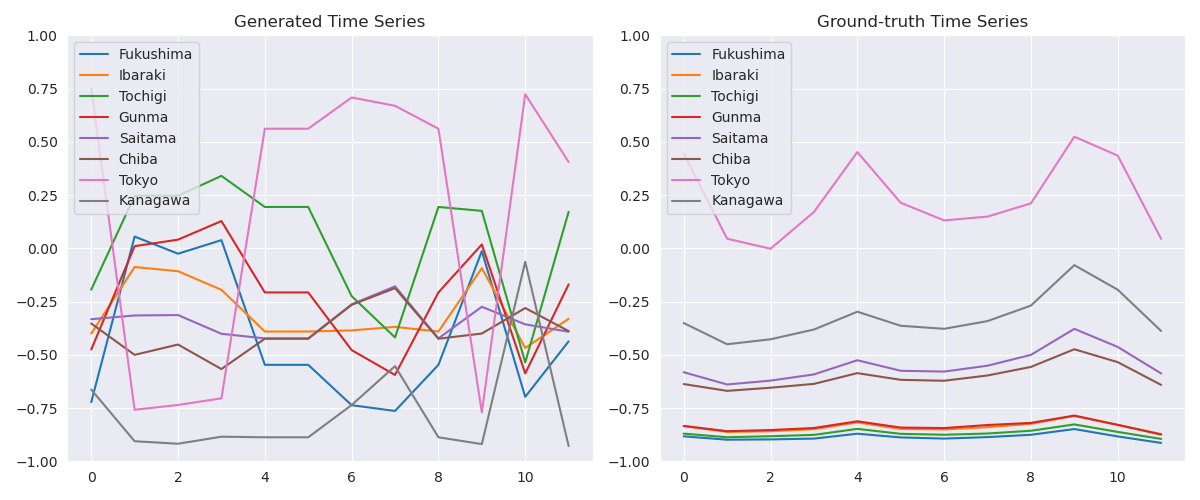 Generated Time Series
1.00
0.75
0.50
0.25
0.00
−0.25
−0.50
−0.75
−1.00
0
2
4
6
8
10
Fukushima
Ibaraki
Tochigi
Gunma
Saitama
Chiba
Tokyo
Kanagawa
Ground-truth Time Series
1.00
0.75
0.50
0.25
0.00
−0.25
−0.50
−0.75
−1.00
0
2
4
6
8
10
Fukushima
Ibaraki
Tochigi
Gunma
Saitama
Chiba
Tokyo
Kanagawa